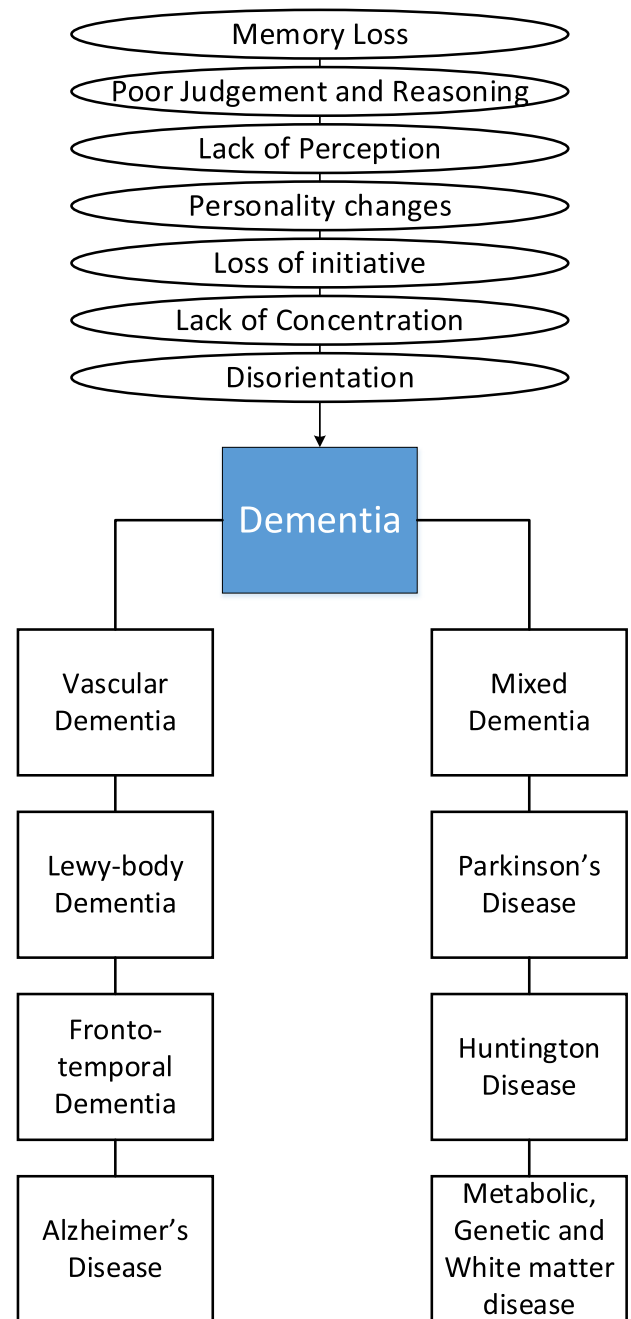 Memory Loss
Poor Judgement and Reasoning
Lack of Perception
Personality changes
Loss of initiative
Lack of Concentration
Disorientation
Dementia
Vascular
Dementia
Lewy-body
Dementia
Fronto-
temporal
Dementia
Alzheimer’s
Disease
Mixed
Dementia
Parkinson’s
Disease
Huntington
Disease
Metabolic,
Genetic and
White matter
disease